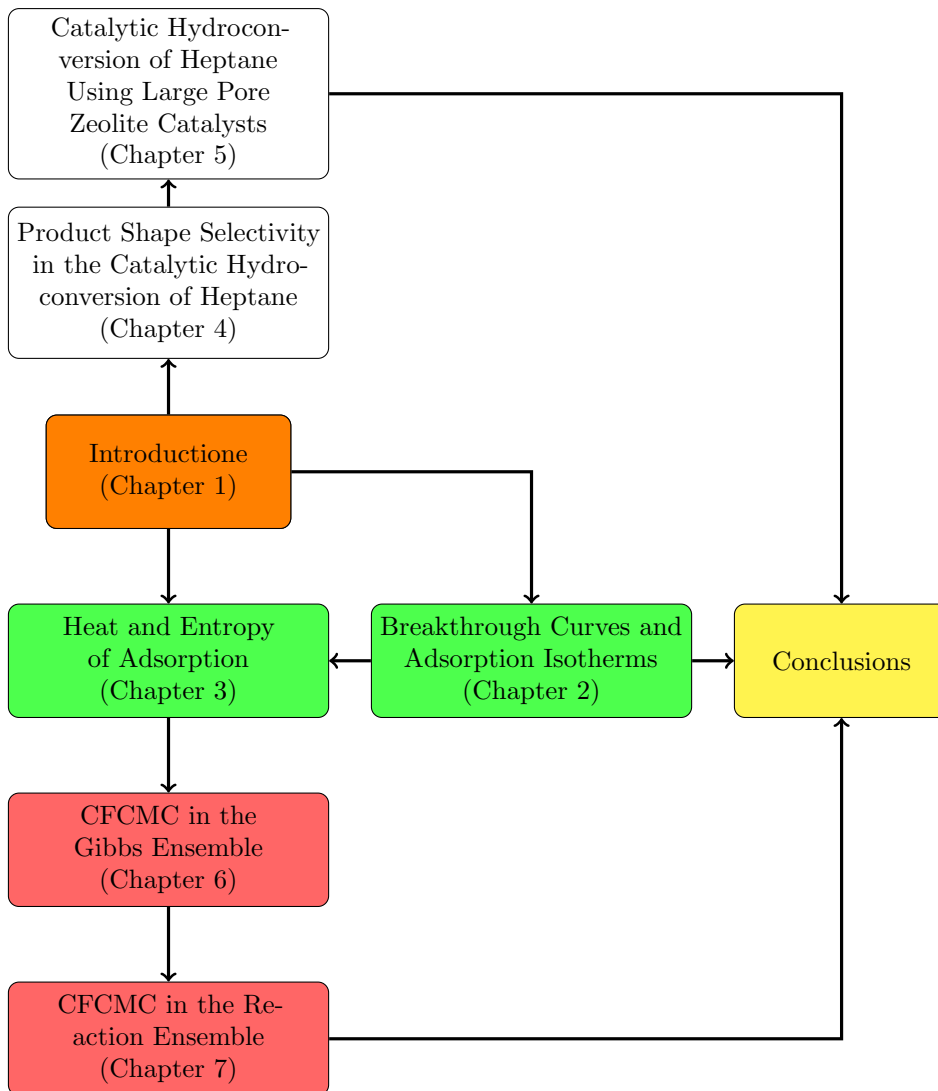 Catalytic Hydrocon-
version of Heptane
Using Large Pore
Zeolite Catalysts
(Chapter 5)
Product Shape Selectivity
in the Catalytic Hydro-
conversion of Heptane
(Chapter 4)
Introductione
(Chapter 1)
Heat and Entropy
of Adsorption
(Chapter 3)
Breakthrough Curves and
Adsorption Isotherms
(Chapter 2)
Conclusions
CFCMC in the
Gibbs Ensemble
(Chapter 6)
CFCMC in the Re-
action Ensemble
(Chapter 7)